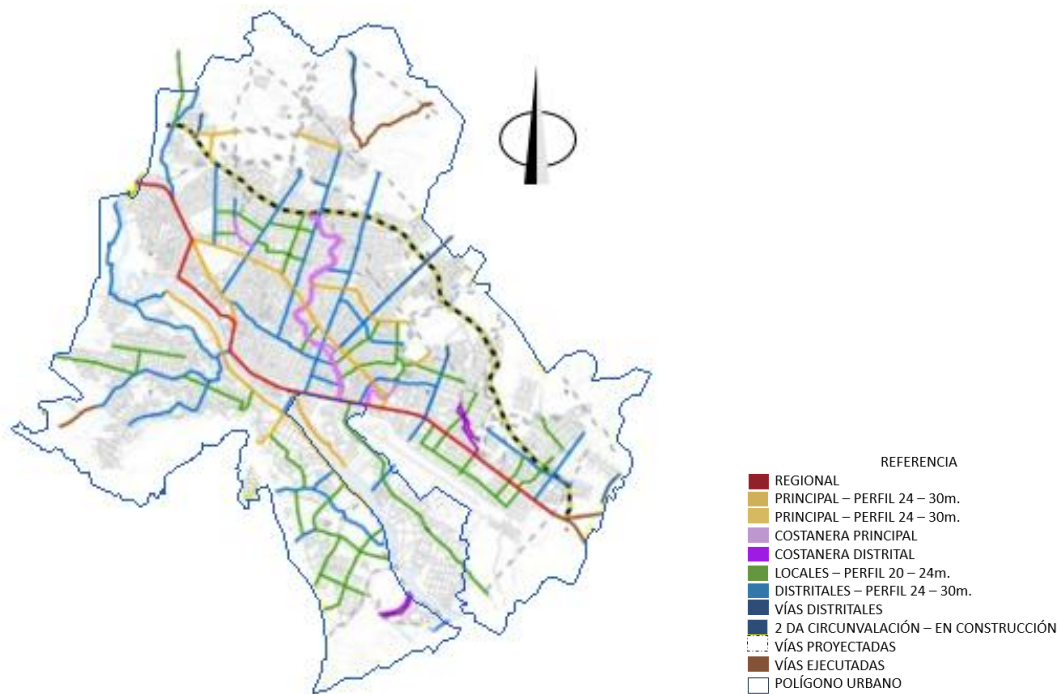 REFERENCIA
REGIONAL
PRINCIPAL – PERFIL 24 – 30m.
PRINCIPAL – PERFIL 24 – 30m.
COSTANERA PRINCIPAL
COSTANERA DISTRITAL
LOCALES – PERFIL 20 – 24m.
DISTRITALES – PERFIL 24 – 30m.
VÍAS DISTRITALES
2 DA CIRCUNVALACIÓN – EN CONSTRUCCIÓN
VÍAS PROYECTADAS
VÍAS EJECUTADAS
POLÍGONO URBANO